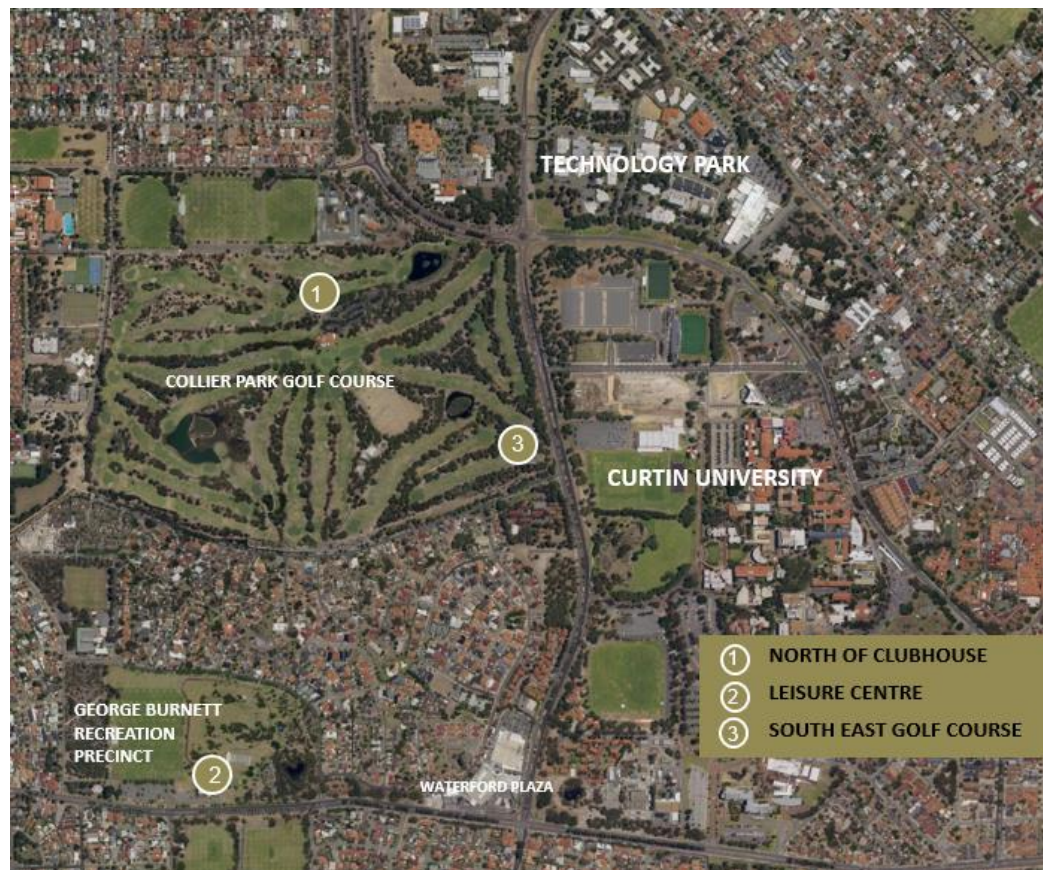 TECHNOLOGY PARK
1
COLLIER PARK GOLF COURSE
3
CURTIN UNIVERSITY
1 NORTH OF CLUBHOUSE
2 LEISURE CENTRE
3 SOUTH EAST GOLF COURSE
GEORGE BURNETT
RECREATION
PRECINCT
2
WATERFORD PLAZA